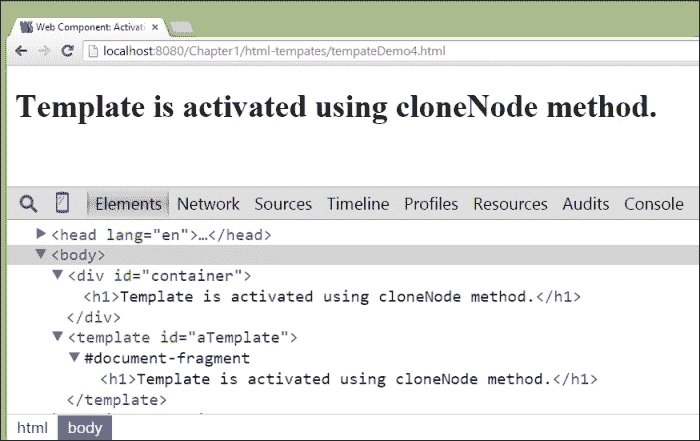 Web Component: Activati
localhost:8080/Chapter1/html-tempates/tempateDemo4.html
Template is activated using cloneNode method.
Elements Network Sources Timeline Profiles Resources Audits Console
<head lang="en">…</head>
<body>
<div id="container">
<h1>Template is activated using cloneNode method.</h1>
</div>
<template id="aTemplate">
#document-fragment
<h1>Template is activated using cloneNode method.</h1>
</template>
html body